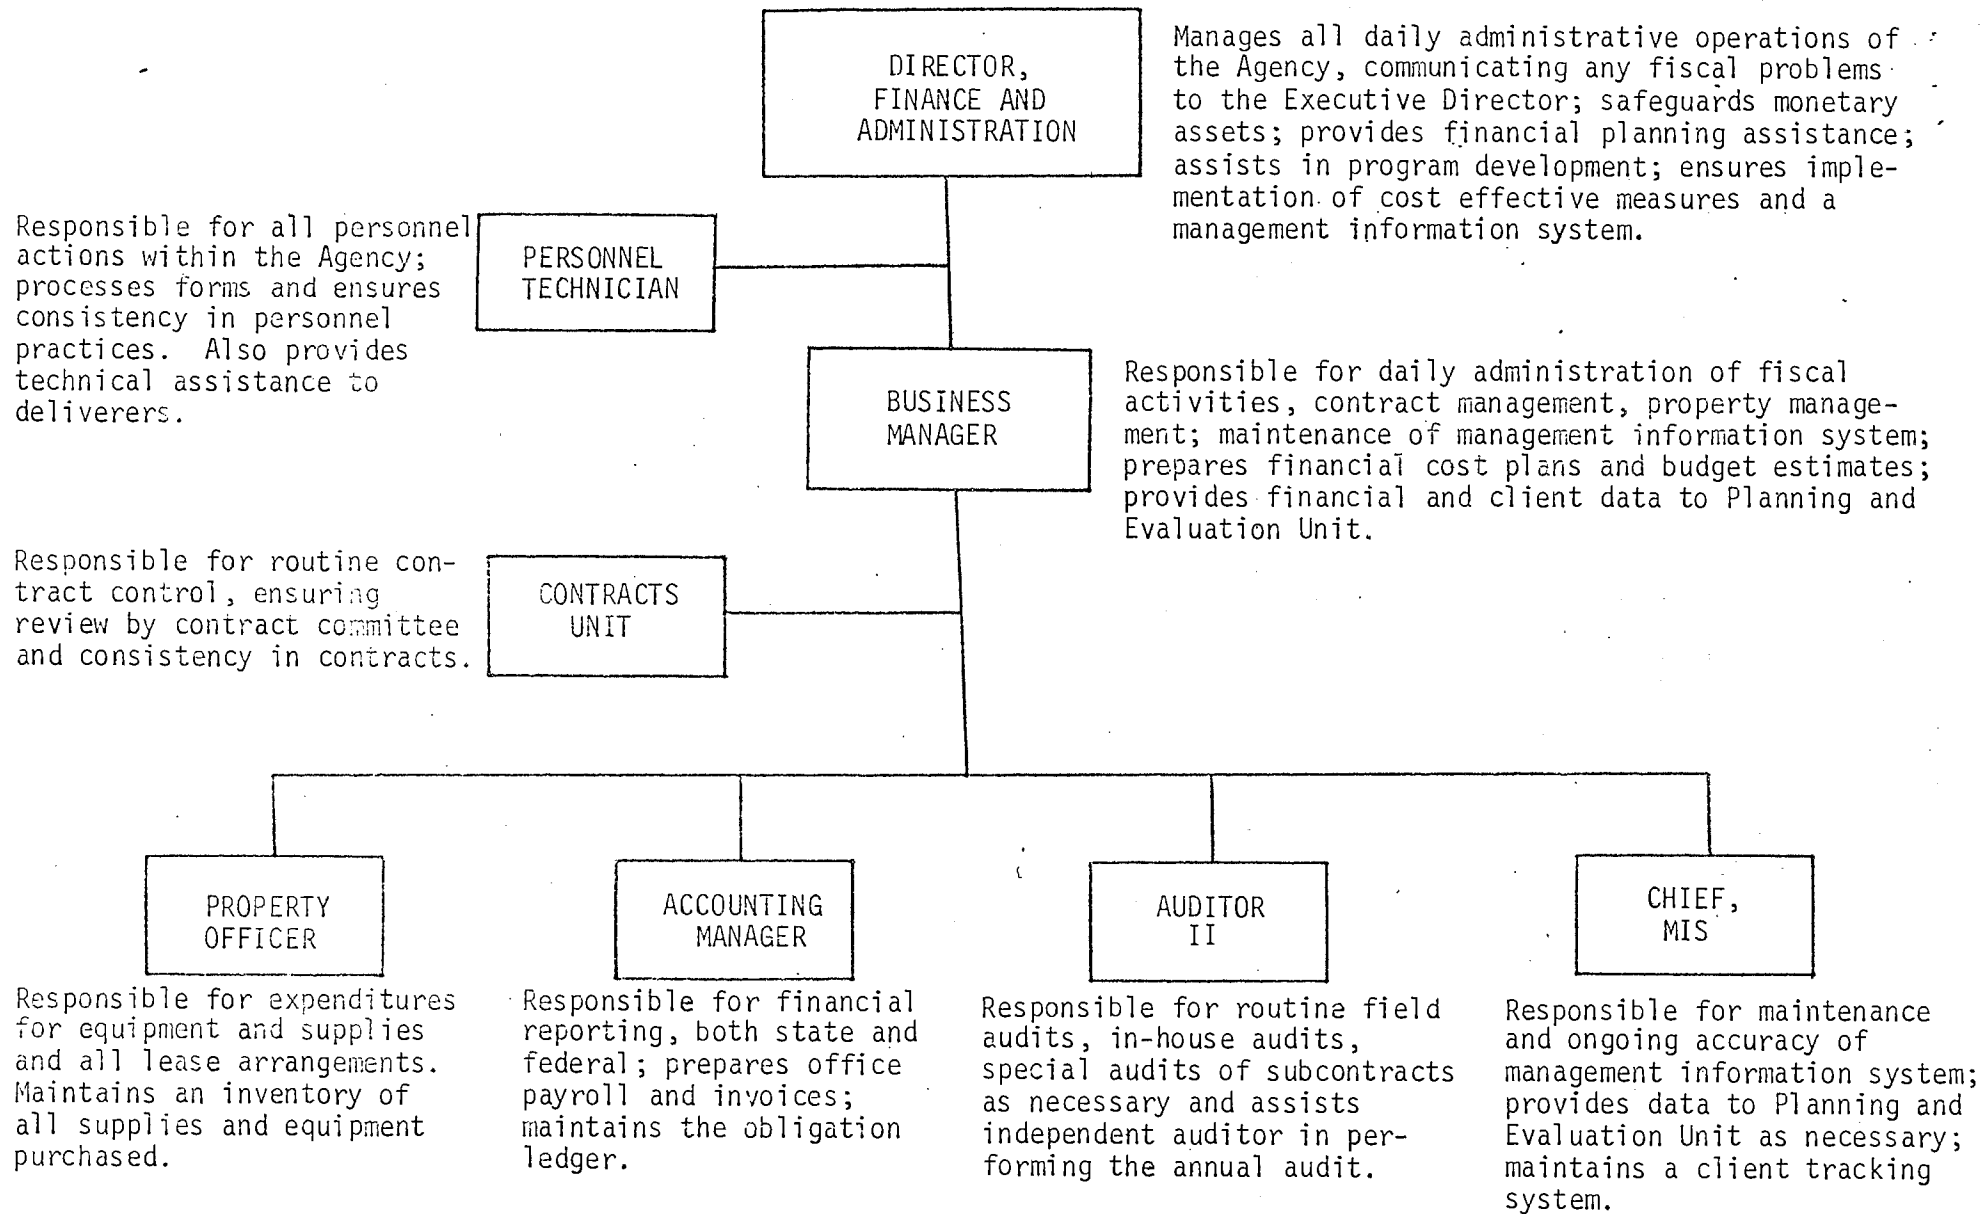 DIRECTOR,
FINANCE AND
ADMINISTRATION
Manages all daily administrative operations of
the Agency, communicating any fiscal problems
to the Executive Director; safeguards monetary
assets; provides financial planning assistance;
assists in program development; ensures imple-
mentation of cost effective measures and a
management information system.
Responsible for all personnel
actions within the Agency;
processes forms and ensures
consistency in personnel
practices. Also provides
technical assistance to
deliverers.
PERSONNEL
TECHNICIAN
BUSINESS
MANAGER
Responsible for daily administration of fiscal
activities, contract management, property manage-
ment; maintenance of management information system;
prepares financial cost plans and budget estimates;
provides financial and client data to Planning and
Evaluation Unit.
Responsible for routine con-
tract control, ensuring
review by contract committee
and consistency in contracts.
CONTRACTS
UNIT
PROPERTY
OFFICER
Responsible for expenditures
for equipment and supplies
and all lease arrangements.
Maintains an inventory of
all supplies and equipment
purchased.
ACCOUNTING
MANAGER
Responsible for financial
reporting, both state and
federal; prepares office
payroll and invoices;
maintains the obligation
ledger.
AUDITOR
II
Responsible for routine field
audits, in-house audits,
special audits of subcontracts
as necessary and assists
independent auditor in per-
forming the annual audit.
CHIEF,
MIS
Responsible for maintenance
and ongoing accuracy of
management information system;
provides data to Planning and
Evaluation Unit as necessary;
maintains a client tracking
system.